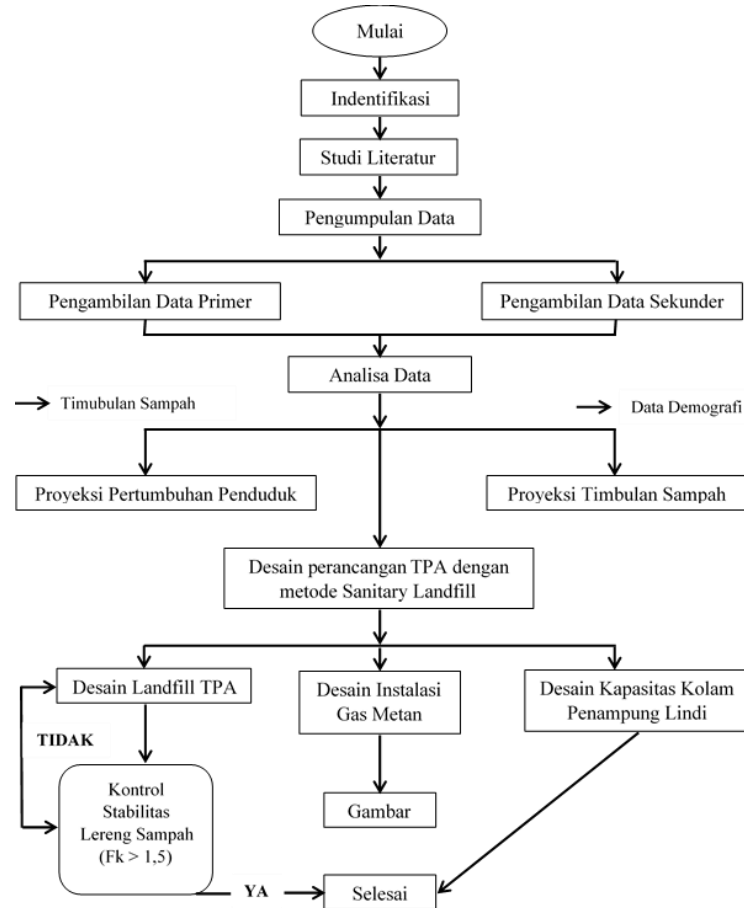 Mulai
Indentifikasi
Studi Literatur
Pengumpulan Data
Pengambilan Data Primer
Pengambilan Data Sekunder
Analisa Data
Timubulan Sampah
Data Demografi
Proyeksi Pertumbuhan Penduduk
Proyeksi Timbulan Sampah
Desain perancangan TPA dengan
metode Sanitary Landfill
Desain Landfill TPA
Desain Instalasi
Gas Metan
Desain Kapasitas Kolam
Penampung Lindi
TIDAK
Kontrol
Stabilitas
Lereng Sampah
(Fk > 1,5)
Gambar
YA
Selesai